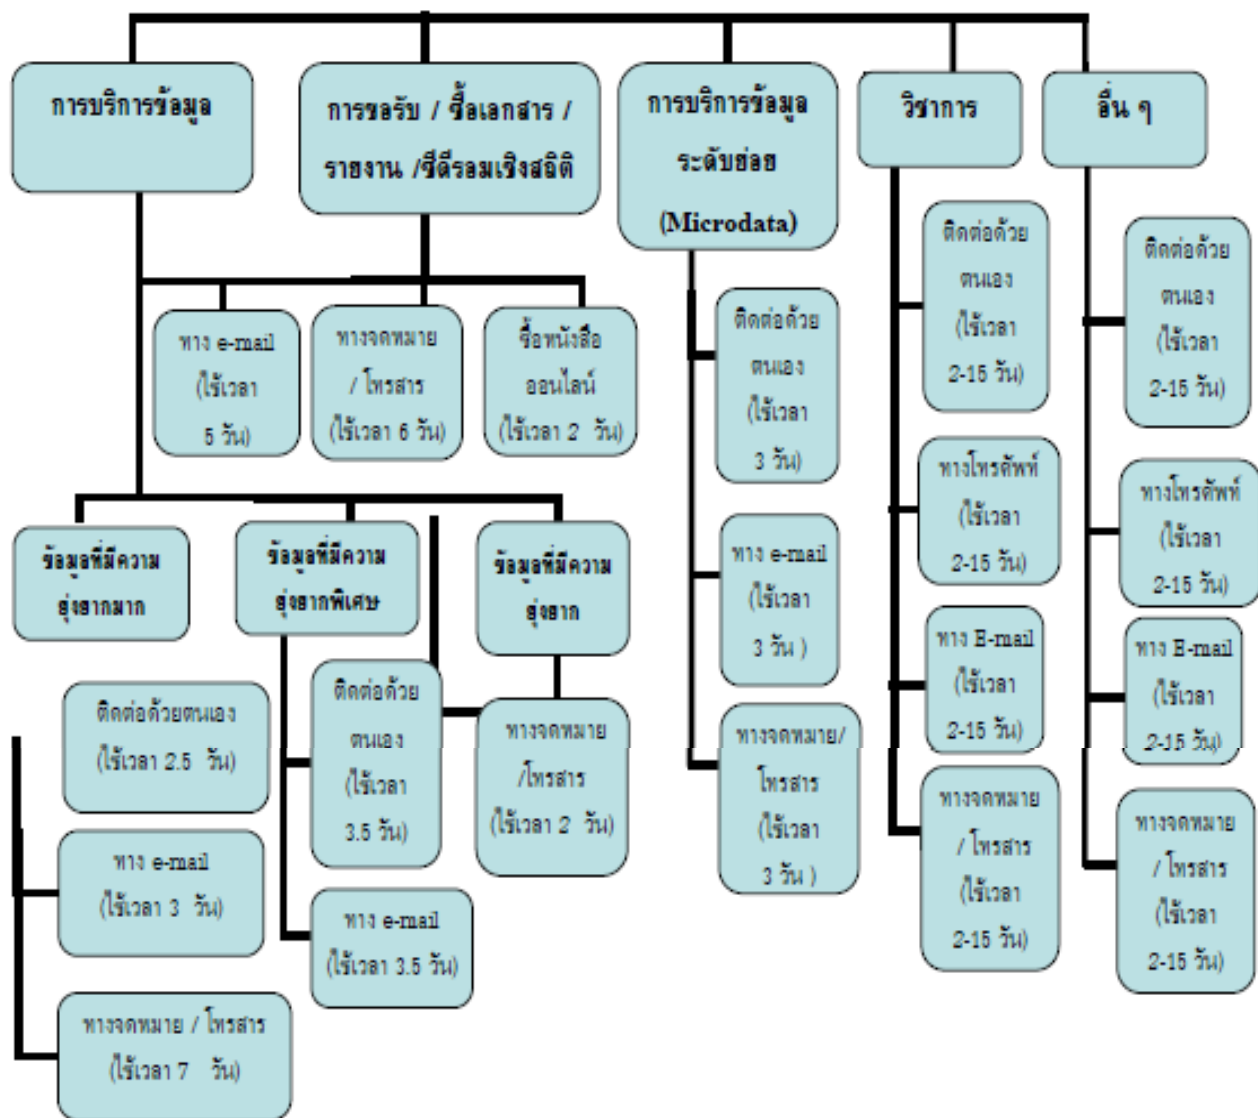 การบริการข้อมูล
การขอรับ / ซื้อเอกสาร /
รายงาน /ซีดีรอมเชิงสถิติ
การบริการข้อมูล
ระดับย่อย
(Microdata)
วิชาการ
อื่น ๆ
ทาง e-mail
(ใช้เวลา
5 วัน)
ทางจดหมาย
/ โทรสาร
(ใช้เวลา 6 วัน)
ซื้อหนังสือ
ออนไลน์
(ใช้เวลา 2 วัน)
ข้อมูลที่มีความ
ยุ่งยากมาก
ข้อมูลที่มีความ
ยุ่งยากพิเศษ
ข้อมูลที่มีความ
ยุ่งยาก
ติดต่อด้วยตนเอง
(ใช้เวลา 2.5 วัน)
ทาง e-mail
(ใช้เวลา 3 วัน)
ทางจดหมาย / โทรสาร
(ใช้เวลา 7 วัน)
ติดต่อด้วย
ตนเอง
(ใช้เวลา
3.5 วัน)
ทาง e-mail
(ใช้เวลา 3.5 วัน)
ทางจดหมาย
/โทรสาร
(ใช้เวลา 2 วัน)
ติดต่อด้วย
ตนเอง
(ใช้เวลา
3 วัน)
ทาง e-mail
(ใช้เวลา
3 วัน )
ทางจดหมาย/
โทรสาร
(ใช้เวลา
3 วัน )
ติดต่อด้วย
ตนเอง
(ใช้เวลา
2-15 วัน)
ทางโทรศัพท์
(ใช้เวลา
2-15 วัน)
ทาง E-mail
(ใช้เวลา
2-15 วัน)
ทางจดหมาย
/ โทรสาร
(ใช้เวลา
2-15 วัน)
ติดต่อด้วย
ตนเอง
(ใช้เวลา
2-15 วัน)
ทางโทรศัพท์
(ใช้เวลา
2-15 วัน)
ทาง E-mail
(ใช้เวลา
2-15 วัน)
ทางจดหมาย
/ โทรสาร
(ใช้เวลา
2-15 วัน)